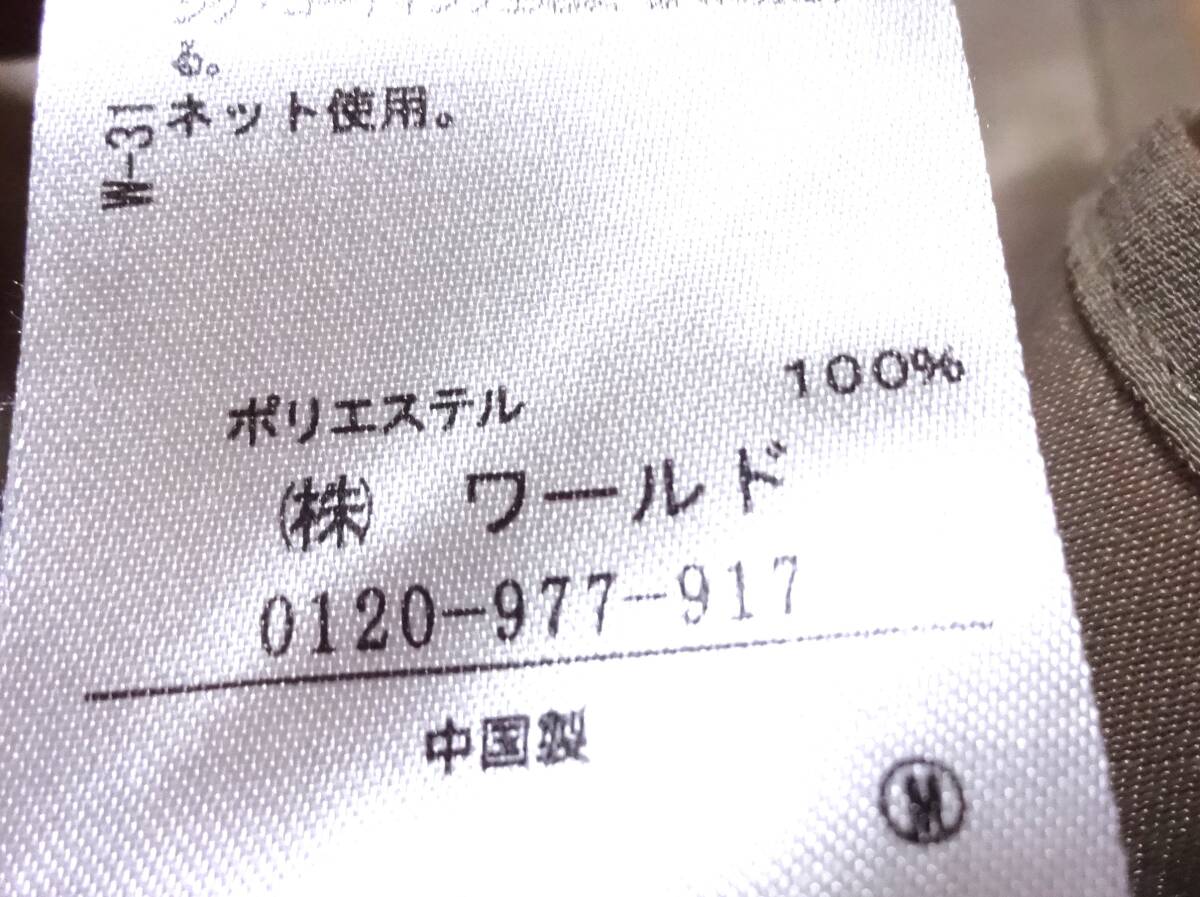 る。
ネット使用。
W-31
ポリエステル 100%
(株) ワールド
0120-977-917
中国製
M